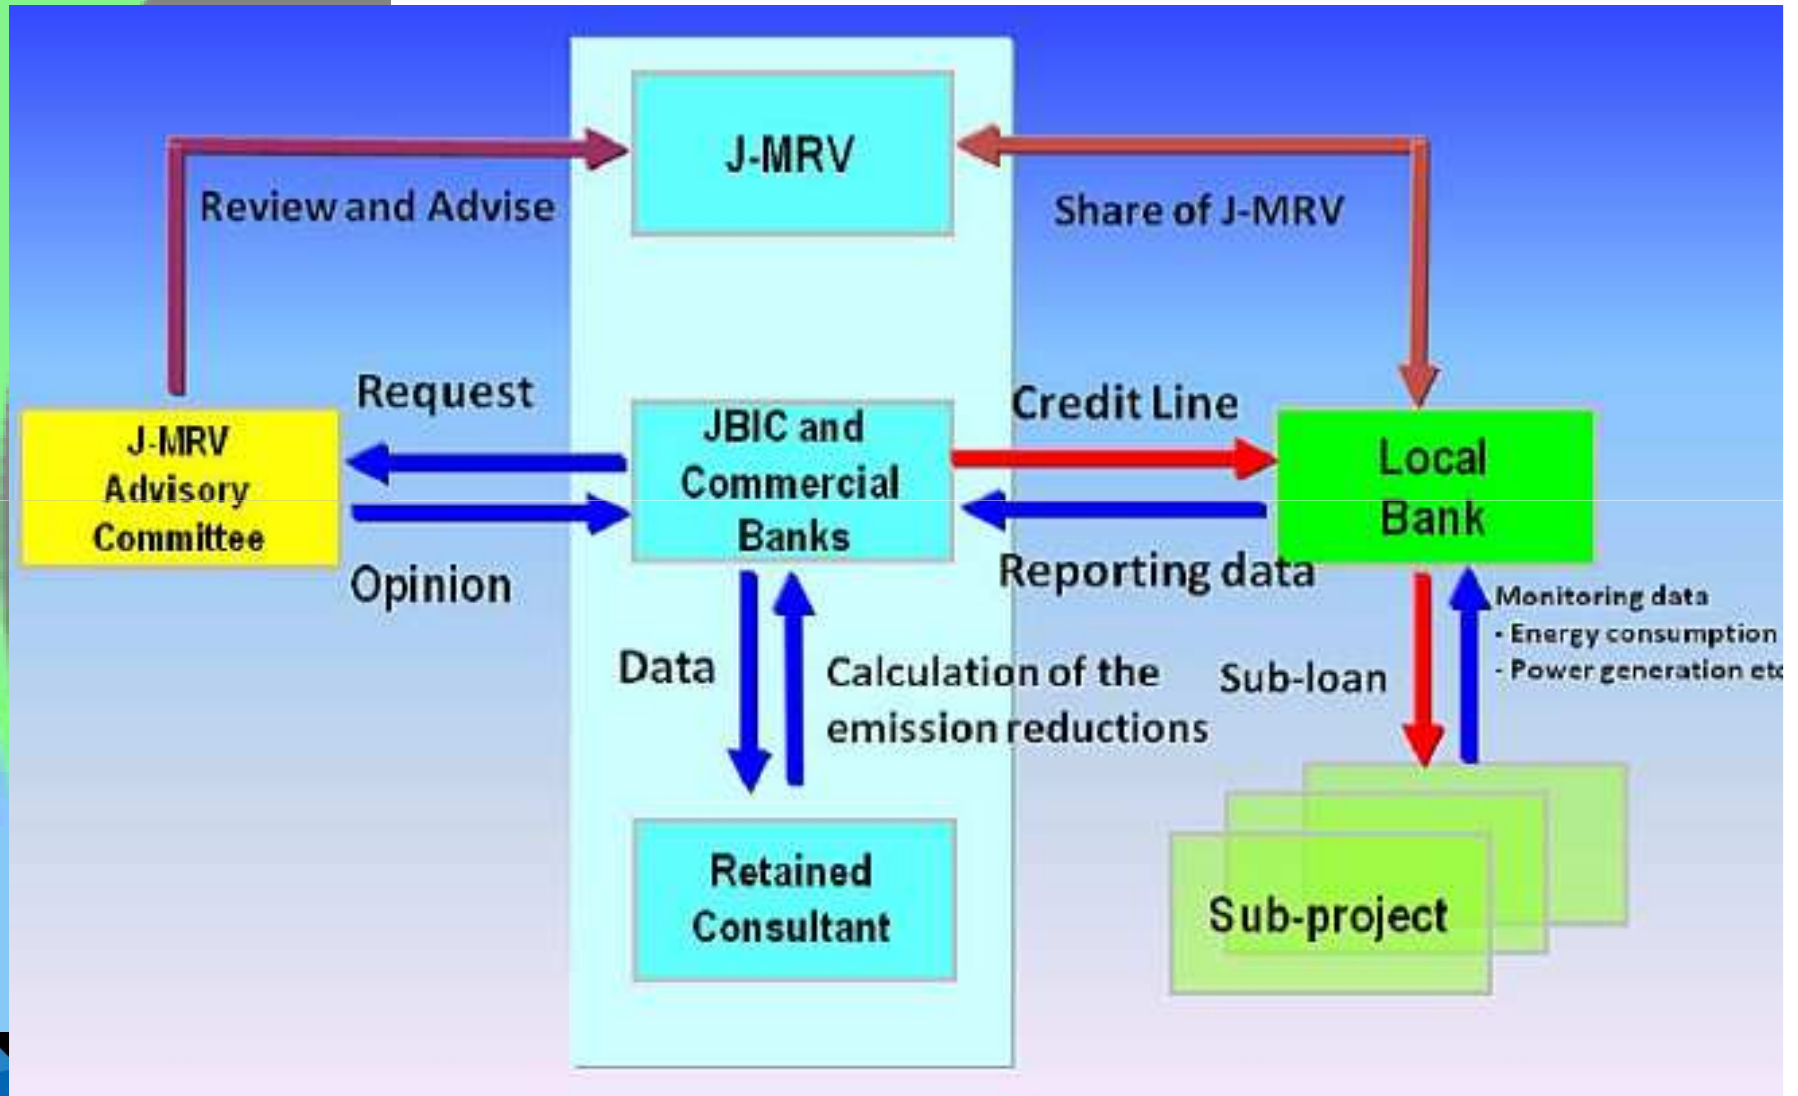 J-MRV
Review and Advise
Share of J-MRV
Request
Credit Line
J-MRV
Advisory
Committee
JBIC and
Commercial
Banks
Local
Bank
Opinion
Reporting data
Monitoring data
- Energy consumption
- Power generation etc
Data
Calculation of the
emission reductions
Sub-loan
Retained
Consultant
Sub-project